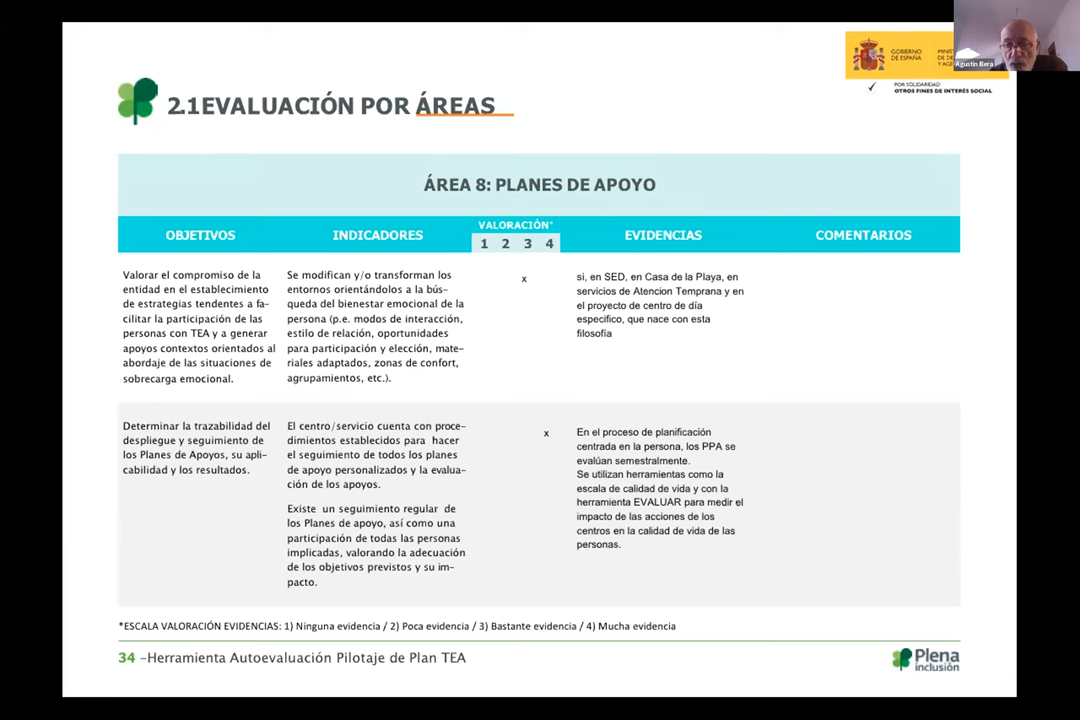 GOBIERNO
DE ESPAÑA
MINIS
DE DE
Y AGE
Agustín Illera
POR SOLIDARIDAD
OTROS FINES DE INTERÉS SOCIAL
2.1EVALUACIÓN POR ÁREAS
ÁREA 8: PLANES DE APOYO
OBJETIVOS
INDICADORES
VALORACIÓN*
1 2 3 4
EVIDENCIAS
COMENTARIOS
Valorar el compromiso de la
entidad en el establecimiento
de estrategias tendentes a fa-
cilitar la participación de las
personas con TEA y a generar
apoyos contextos orientados al
abordaje de las situaciones de
sobrecarga emocional.
Se modifican y/o transforman los
entornos orientándolos a la bús-
queda del bienestar emocional de la
persona (p.e. modos de interacción,
estilo de relación, oportunidades
para participación y elección, mate-
riales adaptados, zonas de confort,
agrupamientos, etc.).
x
si, en SED, en Casa de la Playa, en
servicios de Atencion Temprana y en
el proyecto de centro de día
especifico, que nace con esta
filosofía
Determinar la trazabilidad del
despliegue y seguimiento de
los Planes de Apoyos, su apli-
cabilidad y los resultados.
El centro/servicio cuenta con proce-
dimientos establecidos para hacer
el seguimiento de todos los planes
de apoyo personalizados y la evalua-
ción de los apoyos.
Existe un seguimiento regular de
los Planes de apoyo, así como una
participación de todas las personas
implicadas, valorando la adecuación
de los objetivos previstos y su im-
pacto.
x
En el proceso de planificación
centrada en la persona, los PPA se
evalúan semestralmente.
Se utilizan herramientas como la
escala de calidad de vida y con la
herramienta EVALUAR para medir el
impacto de las acciones de los
centros en la calidad de vida de las
personas.
*ESCALA VALORACIÓN EVIDENCIAS: 1) Ninguna evidencia / 2) Poca evidencia / 3) Bastante evidencia / 4) Mucha evidencia
34 -Herramienta Autoevaluación Pilotaje de Plan TEA
Plena
inclusión